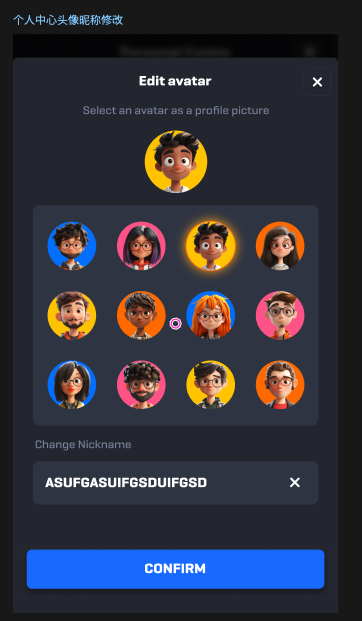 个人中心头像昵称修改
Personal Centre
Edit avatar
Select an avatar as a profile picture
Change Nickname
ASUFGASUIFGSDUIFGSD
CONFIRM